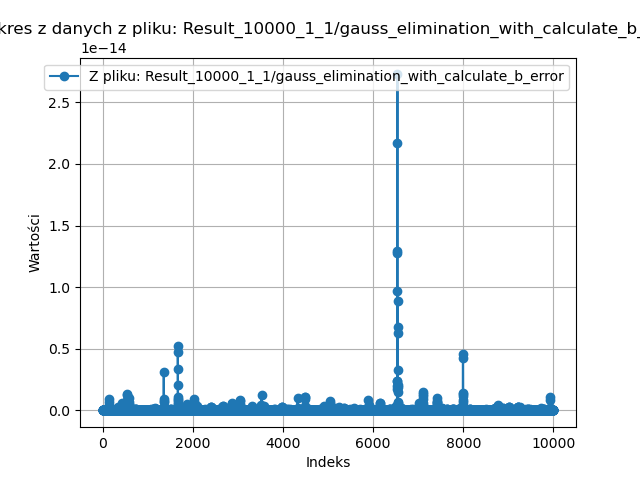 kres z danych z pliku: Result_10000_1_1/gauss_elimination_with_calculate_b_
1e−14
Z pliku: Result_10000_1_1/gauss_elimination_with_calculate_b_error
2.5
2.0
1.5
1.0
0.5
0.0
Wartości
0 2000 4000 6000 8000 10000
Indeks